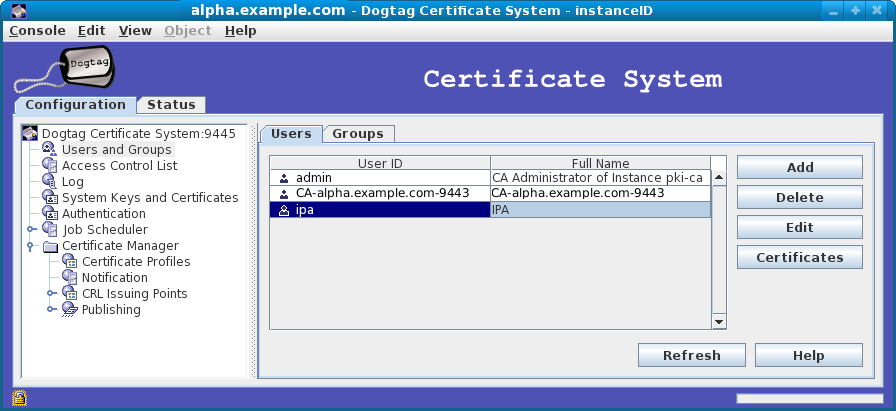 alpha.example.com - Dogtag Certificate System - instanceID
Console Edit View Object Help
Dogtag
Certificate System
Configuration Status
Dogtag Certificate System:9445
Users and Groups
Access Control List
Log
System Keys and Certificates
Authentication
Job Scheduler
Certificate Manager
Certificate Profiles
Notification
CRL Issuing Points
Publishing
Users Groups
User ID Full Name
admin CA Administrator of Instance pki-ca
CA-alpha.example.com-9443 CA-alpha.example.com-9443
ipa IPA
Add
Delete
Edit
Certificates
Refresh Help